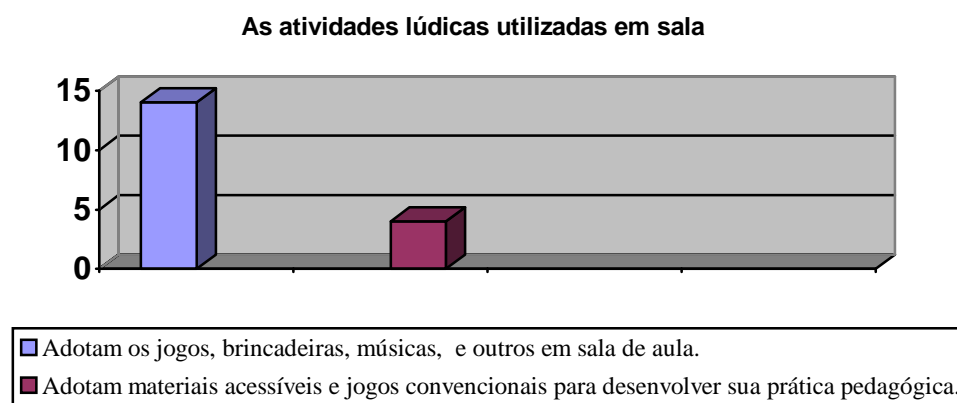 As atividades lúdicas utilizadas em sala
15
10
5
0
Adotam os jogos, brincadeiras, músicas, e outros em sala de aula.
Adotam materiais acessíveis e jogos convencionais para desenvolver sua prática pedagógica.